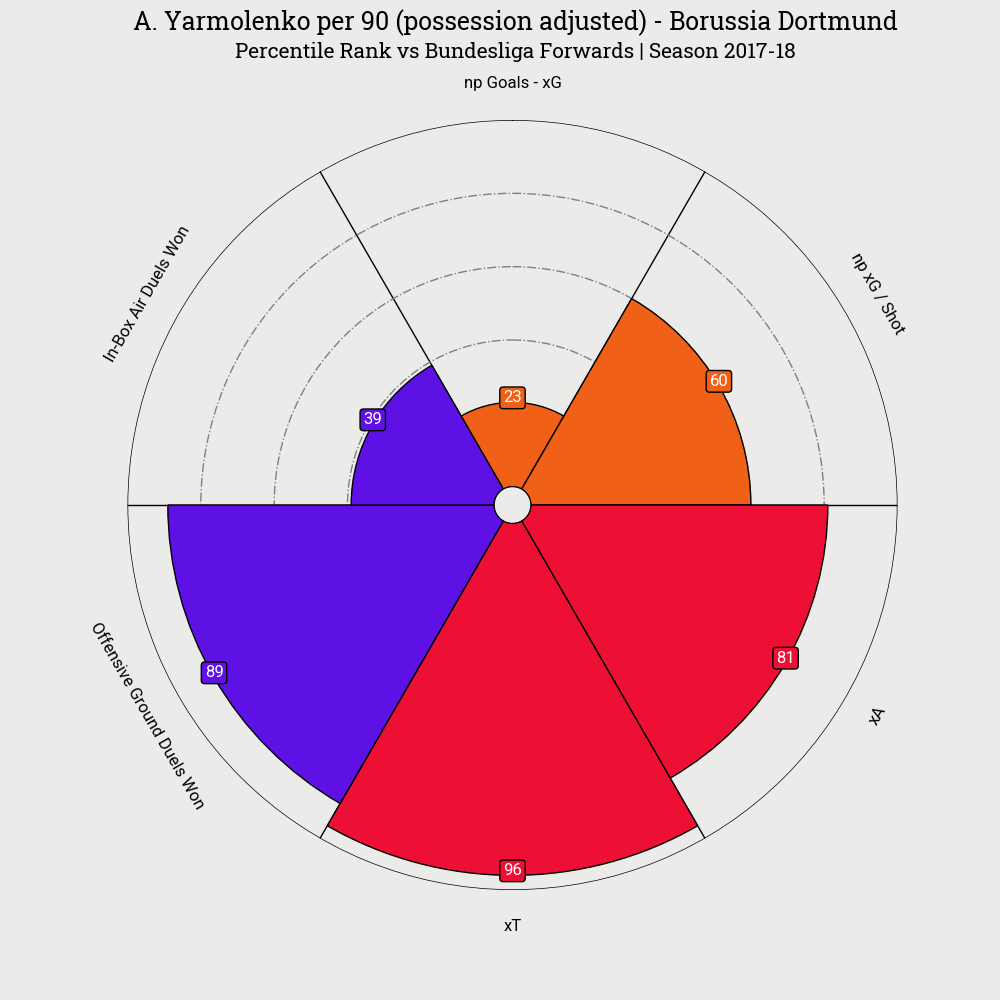 A. Yarmolenko per 90 (possession adjusted) - Borussia Dortmund
Percentile Rank vs Bundesliga Forwards | Season 2017-18
np Goals - xG
In-Box Air Duels Won
np xG / Shot
60
23
39
81
89
xA
Offensive Ground Duels Won
96
xT